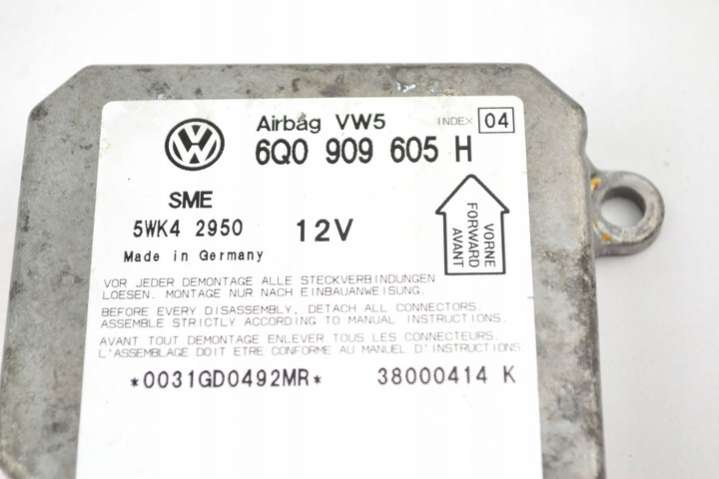 Airbag VW5 INDEX 04
6Q0 909 605 H
SME
5WK4 2950 12V
Made in Germany
VORNE
FORWARD
AVANT
VOR JEDER DEMONTAGE ALLE STECKVERBINDUNGEN
LOESEN. MONTAGE NUR NACH EINBAUANWEISUNG.
BEFORE EVERY DISASSEMBLY, DETACH ALL CONNECTORS.
ASSEMBLE STRICTLY ACCORDING TO MANUAL INSTRUCTIONS.
AVANT TOUT DEMONTAGE ENLEVER TOUS LES CONNECTEURS.
L'ASSEMBLAGE DOIT ETRE CONFORME AU MANUEL D'INSTRUCTIONS
*0031GD0492MR* 38000414 K